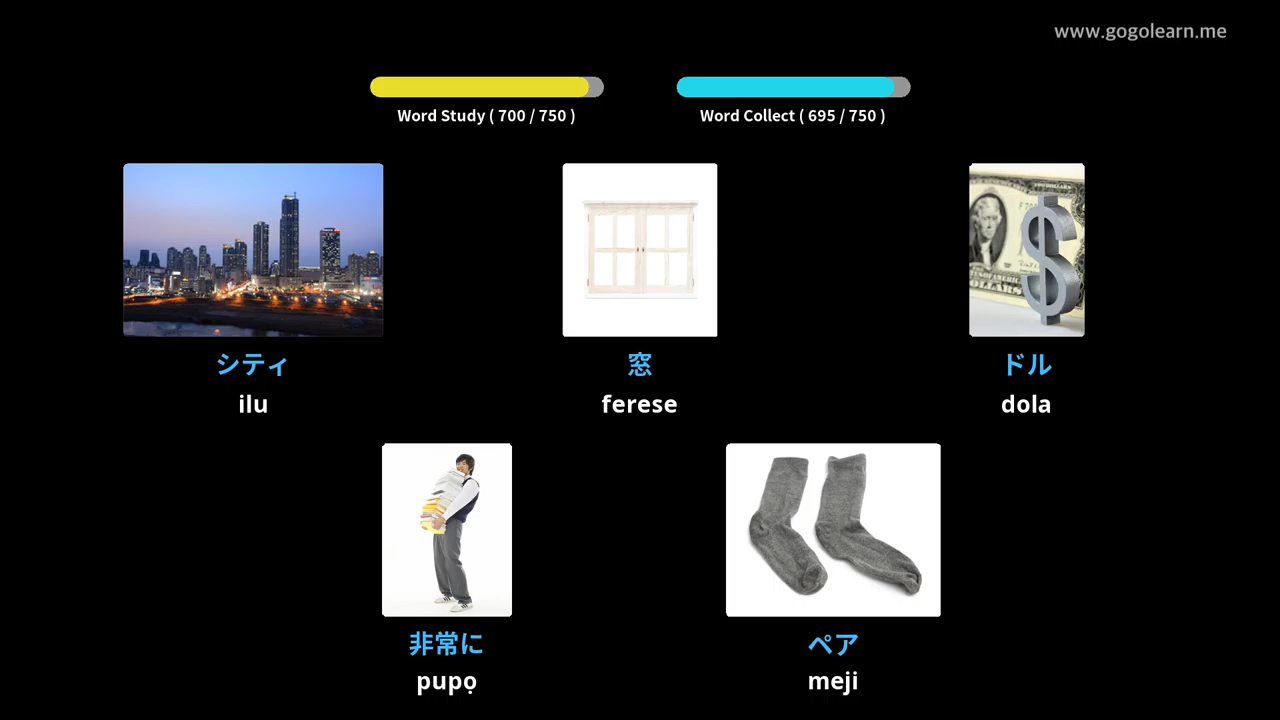 www.gogolearn.me
Word Study ( 700 / 750 )
Word Collect ( 695 / 750 )
シティ
ilu
窓
ferese
ドル
dola
非常に
pupọ
ペア
meji